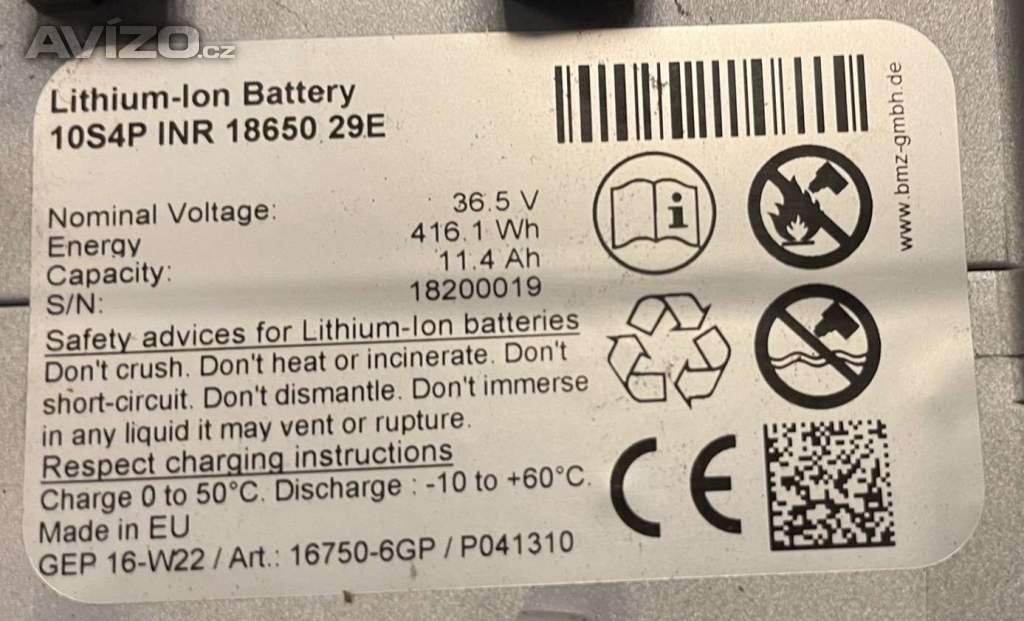 AVÍZO.cz
Lithium-Ion Battery
10S4P INR 18650 29E
Nominal Voltage: 36.5 V
Energy 416.1 Wh
Capacity: 11.4 Ah
S/N: 18200019
Safety advices for Lithium-Ion batteries
Don't crush. Don't heat or incinerate. Don't
short-circuit. Don't dismantle. Don't immerse
in any liquid it may vent or rupture.
Respect charging instructions
Charge 0 to 50°C. Discharge : -10 to +60°C.
Made in EU
GEP 16-W22 / Art.: 16750-6GP / P041310
www.bmz-gmbh.de
i
CE